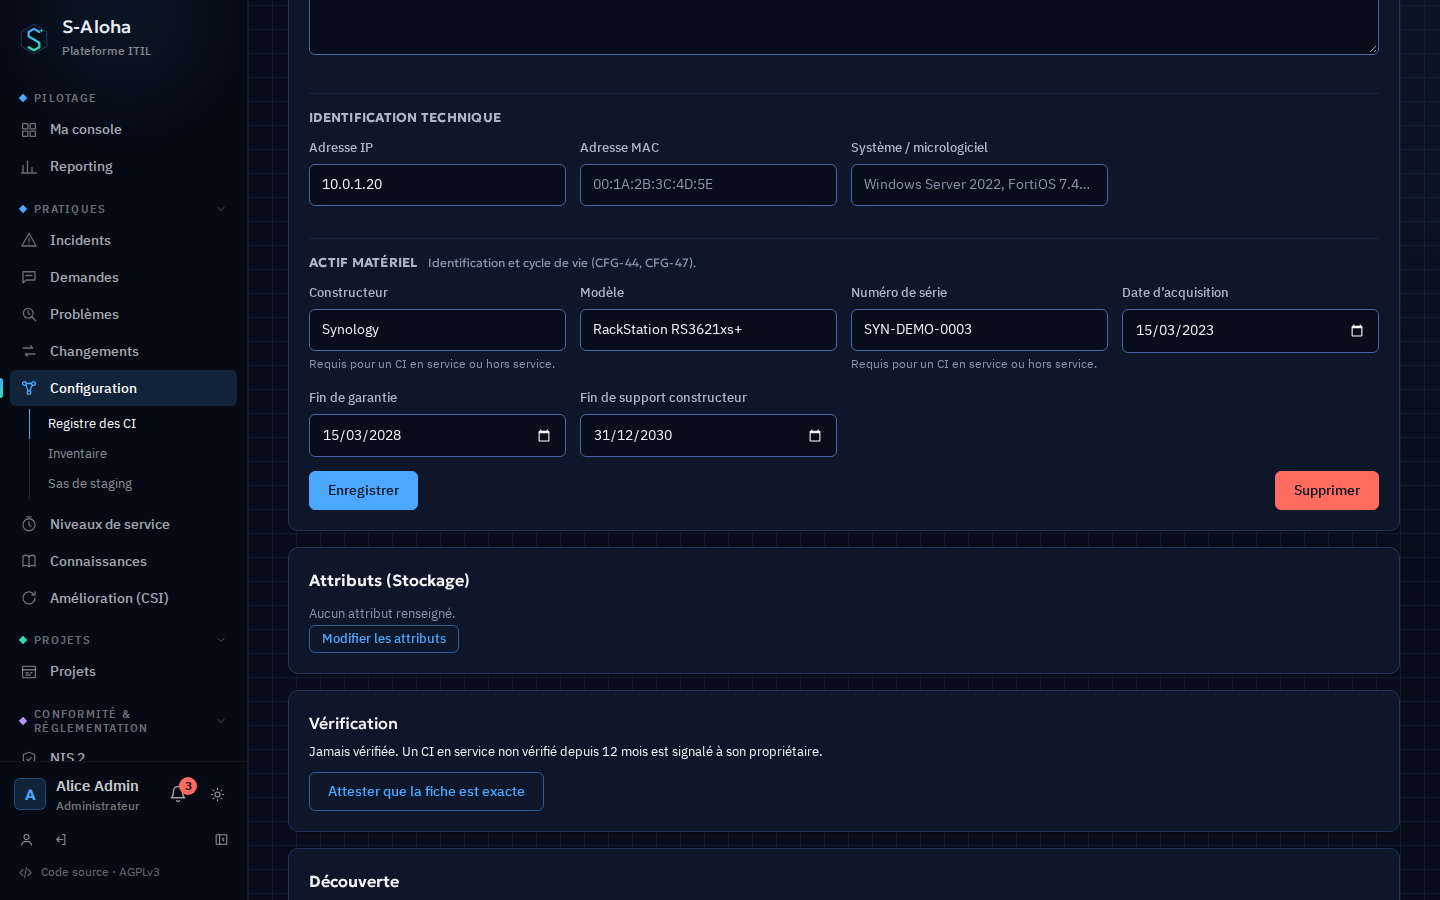 S-Aloha
Plateforme ITIL
PILOTAGE
Ma console
Reporting
PRATIQUES
Incidents
Demandes
Problèmes
Changements
Configuration
Registre des CI
Inventaire
Sas de staging
Niveaux de service
Connaissances
Amélioration (CSI)
PROJETS
Projets
CONFORMITÉ &
RÉGLEMENTATION
NIS 2
A
Alice Admin
Administrateur
3
Code source · AGPLv3
IDENTIFICATION TECHNIQUE
Adresse IP
Adresse MAC
Système / micrologiciel
10.0.1.20
00:1A:2B:3C:4D:5E
Windows Server 2022, FortiOS 7.4…
ACTIF MATÉRIEL Identification et cycle de vie (CFG-44, CFG-47).
Constructeur
Modèle
Numéro de série
Date d’acquisition
Synology
RackStation RS3621xs+
SYN-DEMO-0003
15/03/2023
Requis pour un CI en service ou hors service.
Requis pour un CI en service ou hors service.
Fin de garantie
Fin de support constructeur
15/03/2028
31/12/2030
Enregistrer
Supprimer
Attributs (Stockage)
Aucun attribut renseigné.
Modifier les attributs
Vérification
Jamais vérifiée. Un CI en service non vérifié depuis 12 mois est signalé à son propriétaire.
Attester que la fiche est exacte
Découverte